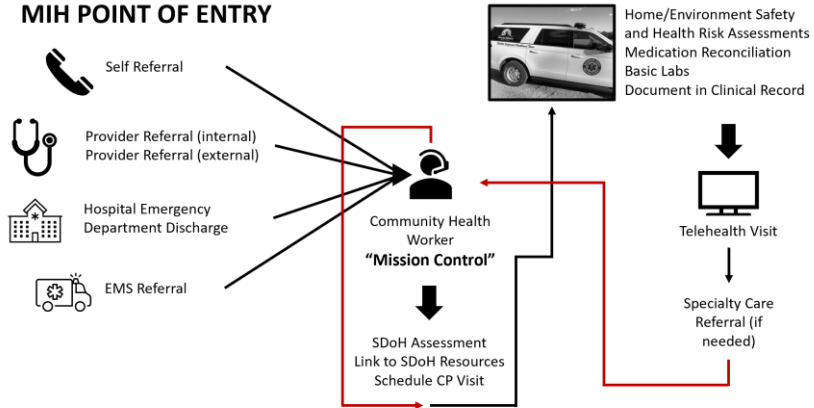 MIH POINT OF ENTRY
Self Referral
Provider Referral (internal)
Provider Referral (external)
Hospital Emergency
Department Discharge
EMS Referral
Community Health
Worker
“Mission Control”
SDoH Assessment
Link to SDoH Resources
Schedule CP Visit
Home/Environment Safety
and Health Risk Assessments
Medication Reconciliation
Basic Labs
Document in Clinical Record
Telehealth Visit
Specialty Care
Referral (if
needed)